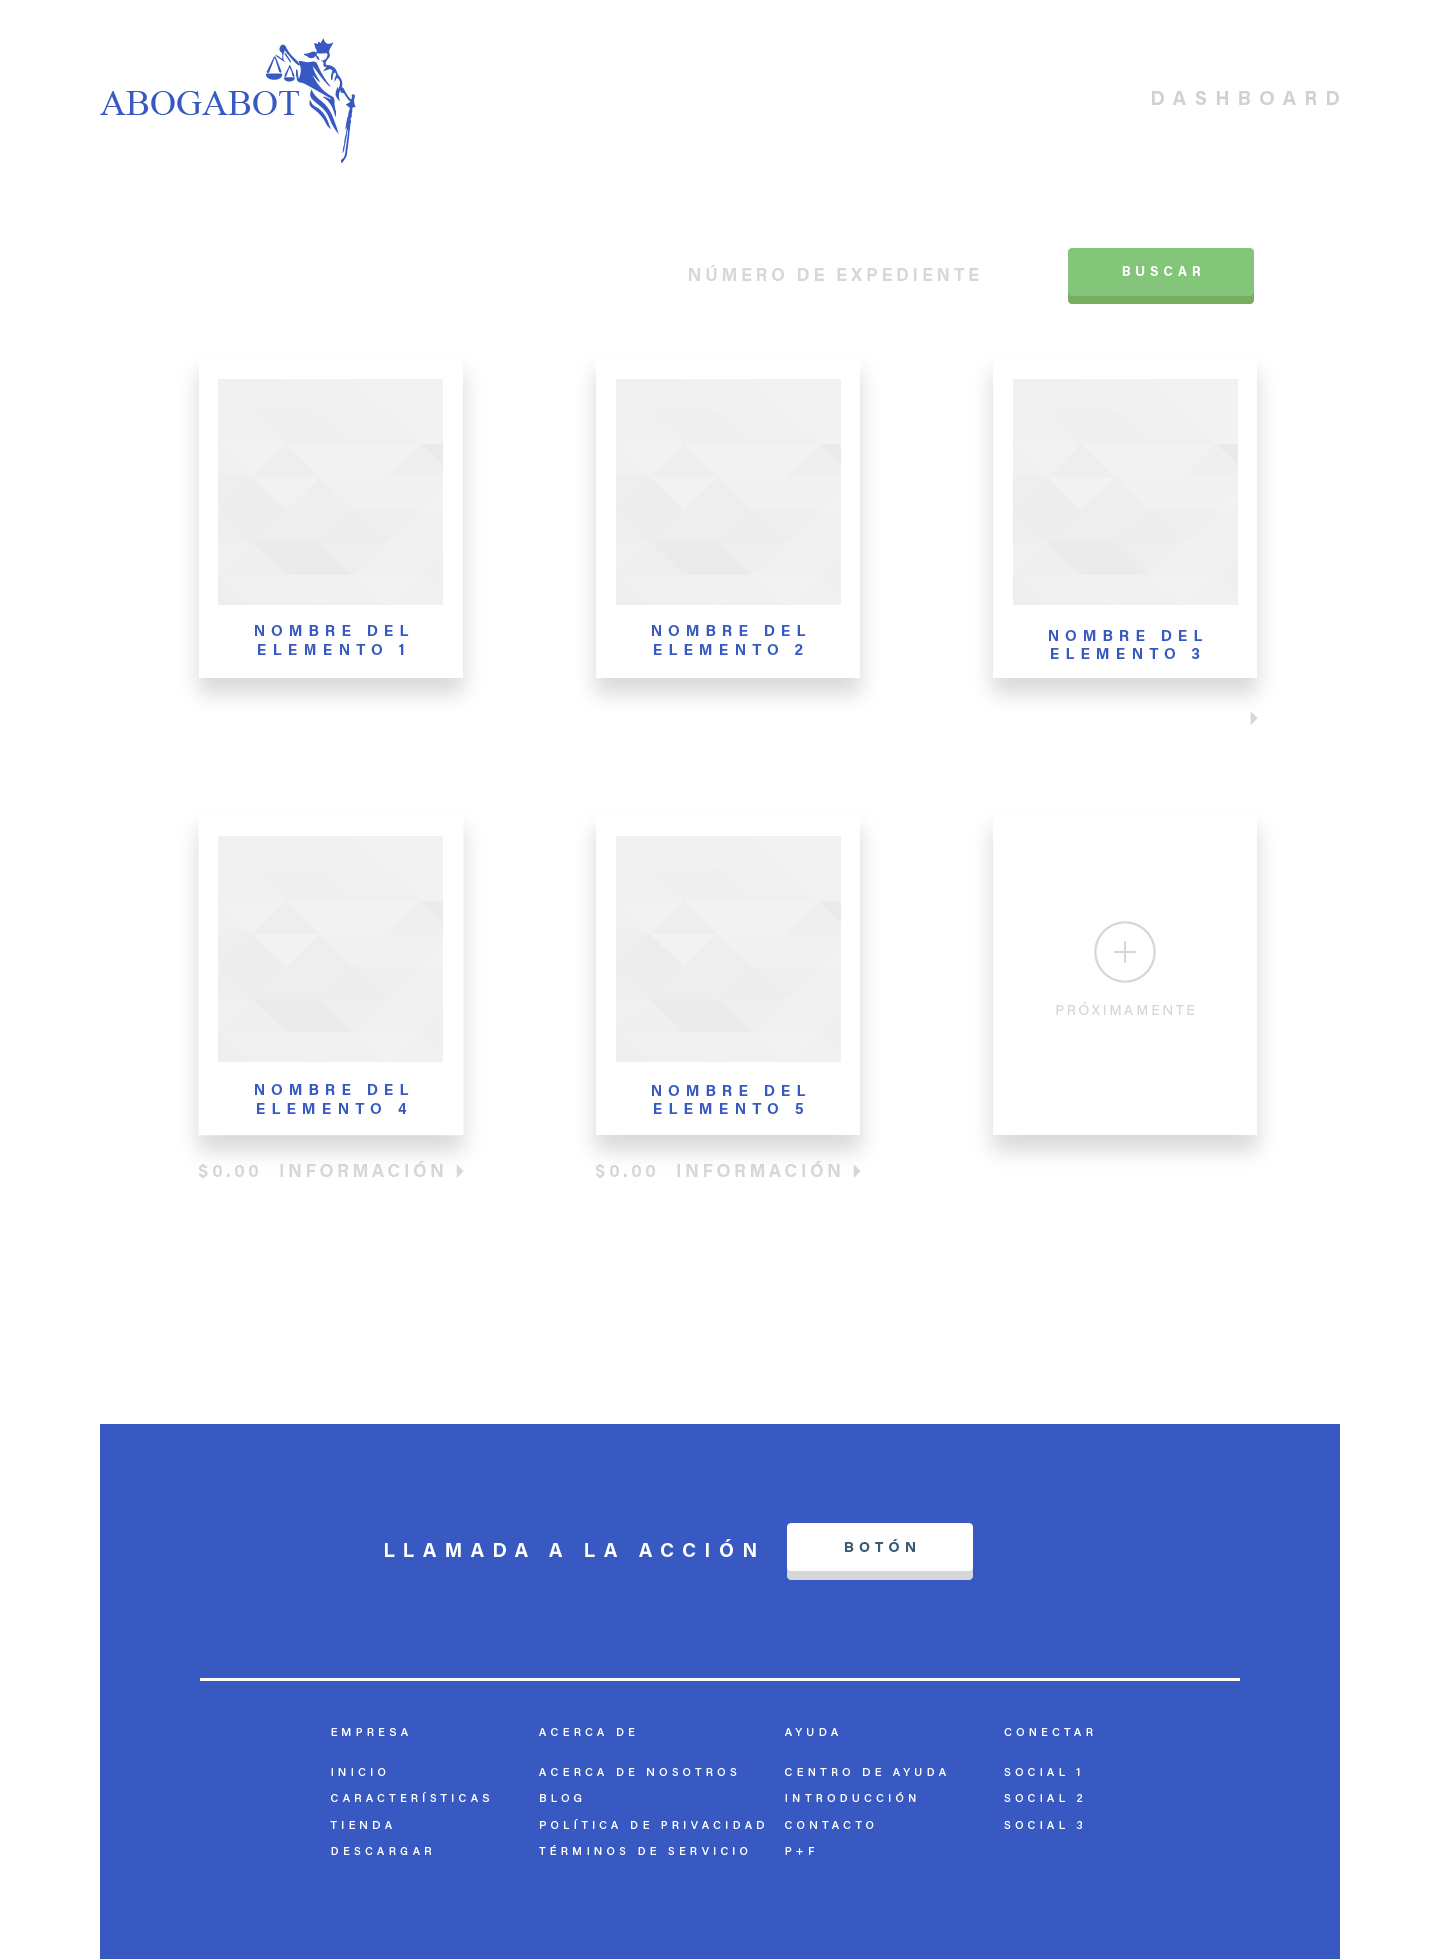 ABOGABOT
DASHBOARD
NÚMERO DE EXPEDIENTE
BUSCAR
NOMBRE DEL
ELEMENTO 1
NOMBRE DEL
ELEMENTO 2
NOMBRE DEL
ELEMENTO 3
NOMBRE DEL
ELEMENTO 4
NOMBRE DEL
ELEMENTO 5
PRÓXIMAMENTE
$0.00 INFORMACIÓN
$0.00 INFORMACIÓN
LLAMADA A LA ACCIÓN
BOTÓN
EMPRESA
INICIO
CARACTERÍSTICAS
TIENDA
DESCARGAR
ACERCA DE
ACERCA DE NOSOTROS
BLOG
POLÍTICA DE PRIVACIDAD
TÉRMINOS DE SERVICIO
AYUDA
CENTRO DE AYUDA
INTRODUCCIÓN
CONTACTO
P+F
CONECTAR
SOCIAL 1
SOCIAL 2
SOCIAL 3